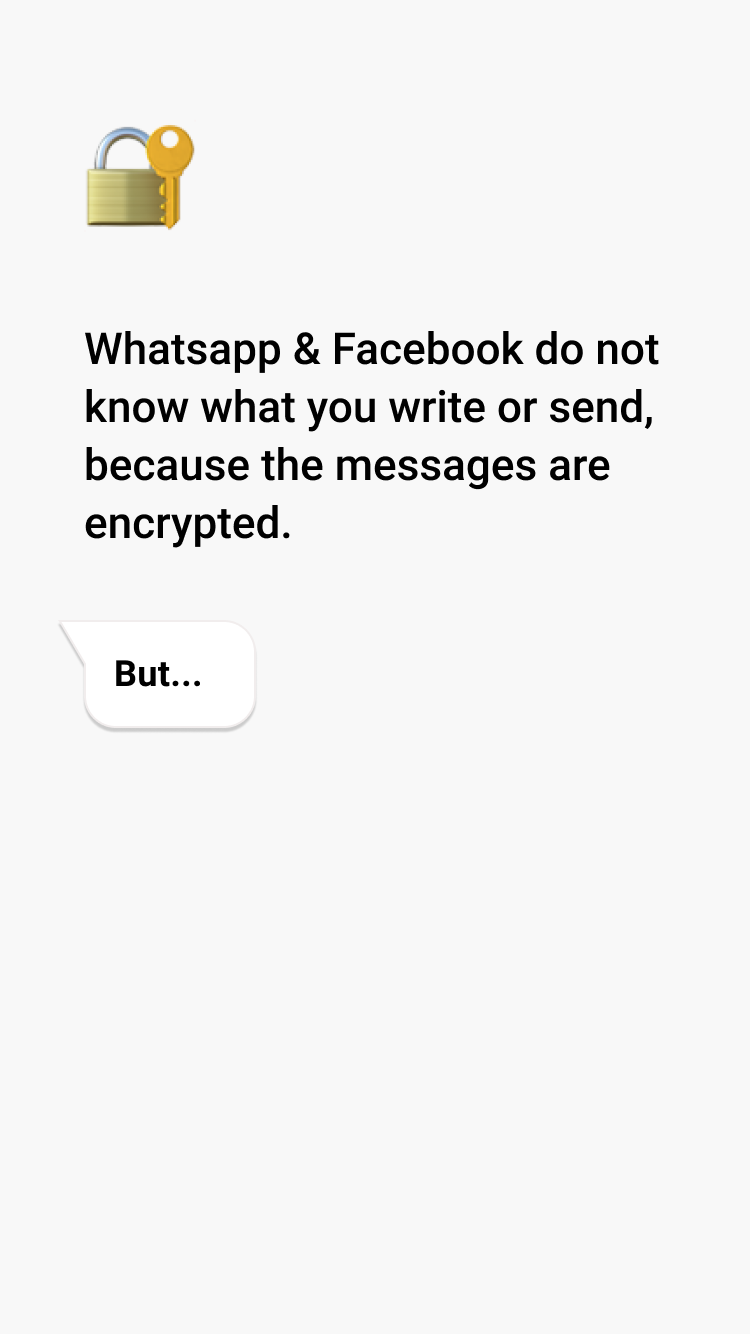 Whatsapp & Facebook do not
know what you write or send,
because the messages are
encrypted.
But...